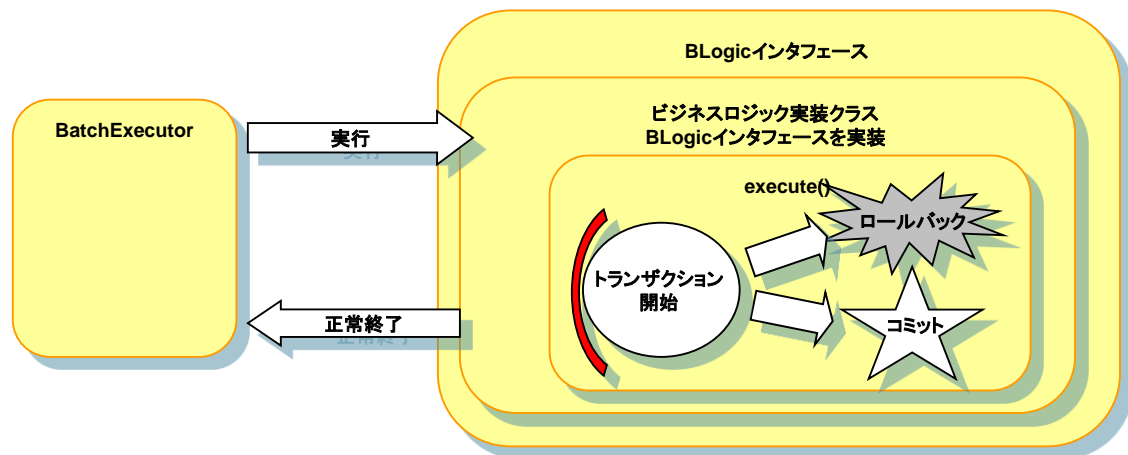 BLogicインタフェース
BatchExecutor
ビジネスロジック実装クラス
BLogicインタフェースを実装
実行
execute()
ロールバック
トランザクション
開始
正常終了
コミット